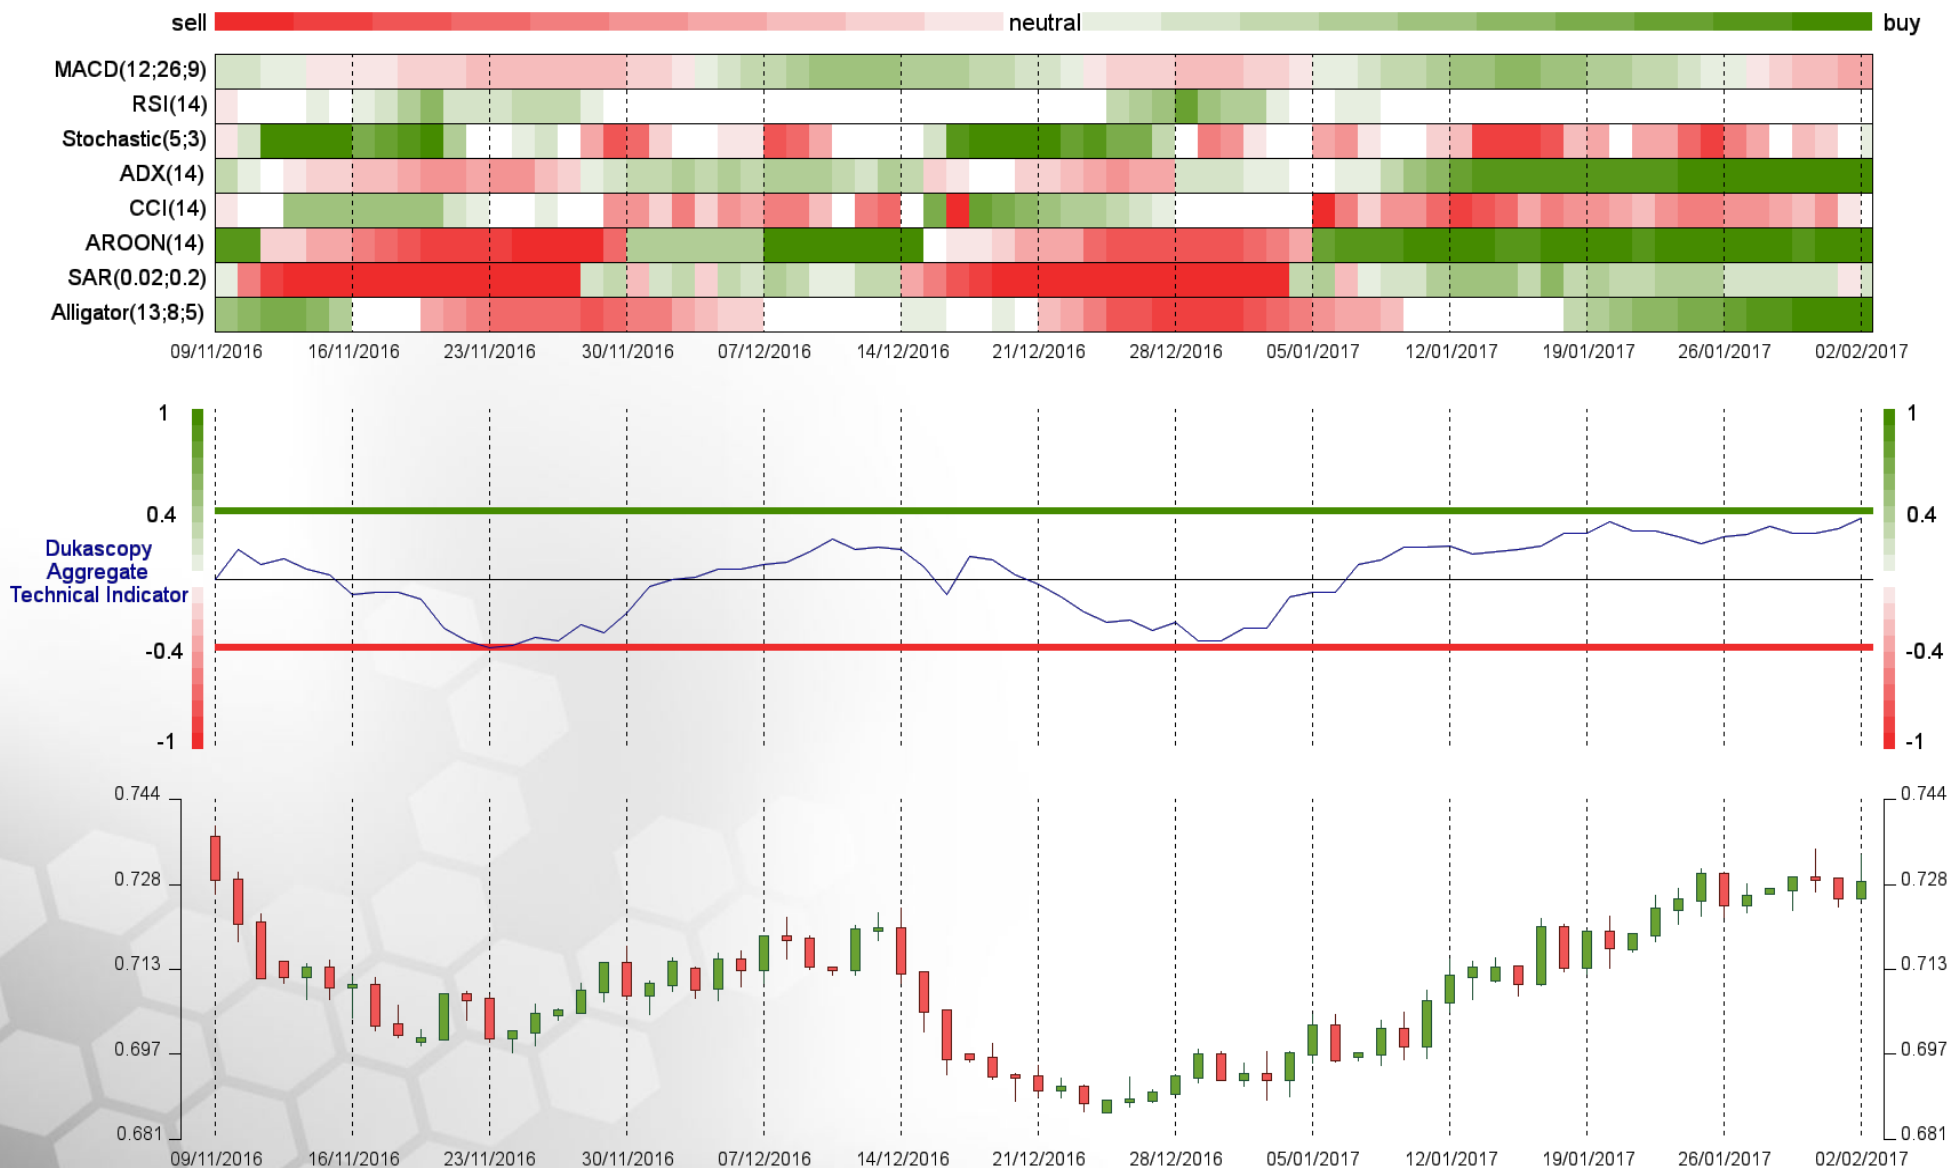 sell neutral buy
MACD(12;26;9)
RSI(14)
Stochastic(5;3)
ADX(14)
CCI(14)
AROON(14)
SAR(0.02;0.2)
Alligator(13;8;5)
09/11/2016 16/11/2016 23/11/2016 30/11/2016 07/12/2016 14/12/2016 21/12/2016 28/12/2016 05/01/2017 12/01/2017 19/01/2017 26/01/2017 02/02/2017
1 1
0.4 0.4
Dukascopy
Aggregate
Technical Indicator
-0.4 -0.4
-1 -1
0.744 0.744
0.728 0.728
0.713 0.713
0.697 0.697
0.681 0.681
09/11/2016 16/11/2016 23/11/2016 30/11/2016 07/12/2016 14/12/2016 21/12/2016 28/12/2016 05/01/2017 12/01/2017 19/01/2017 26/01/2017 02/02/2017